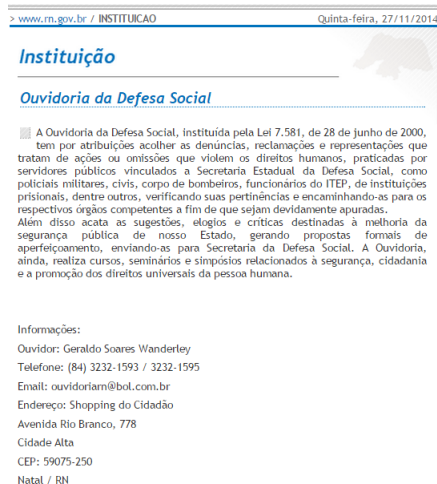 > www.rn.gov.br / INSTITUICAO Quinta-feira, 27/11/2014
Instituição
Ouvidoria da Defesa Social
A Ouvidoria da Defesa Social, instituída pela Lei 7.581, de 28 de junho de 2000,
tem por atribuições acolher as denúncias, reclamações e representações que
tratam de ações ou omissões que violem os direitos humanos, praticadas por
servidores públicos vinculados a Secretaria Estadual da Defesa Social, como
policiais militares, civis, corpo de bombeiros, funcionários do ITEP, de instituições
prisionais, dentre outros, verificando suas pertinências e encaminhando-as para os
respectivos órgãos competentes a fim de que sejam devidamente apuradas.
Além disso acata as sugestões, elogios e críticas destinadas à melhoria da
segurança pública de nosso Estado, gerando propostas formais de
aperfeiçoamento, enviando-as para Secretaria da Defesa Social. A Ouvidoria,
ainda, realiza cursos, seminários e simpósios relacionados à segurança, cidadania
e a promoção dos direitos universais da pessoa humana.
Informações:
Ouvidor: Geraldo Soares Wanderley
Telefone: (84) 3232-1593 / 3232-1595
Email: ouvidoriarn@bol.com.br
Endereço: Shopping do Cidadão
Avenida Rio Branco, 778
Cidade Alta
CEP: 59075-250
Natal / RN